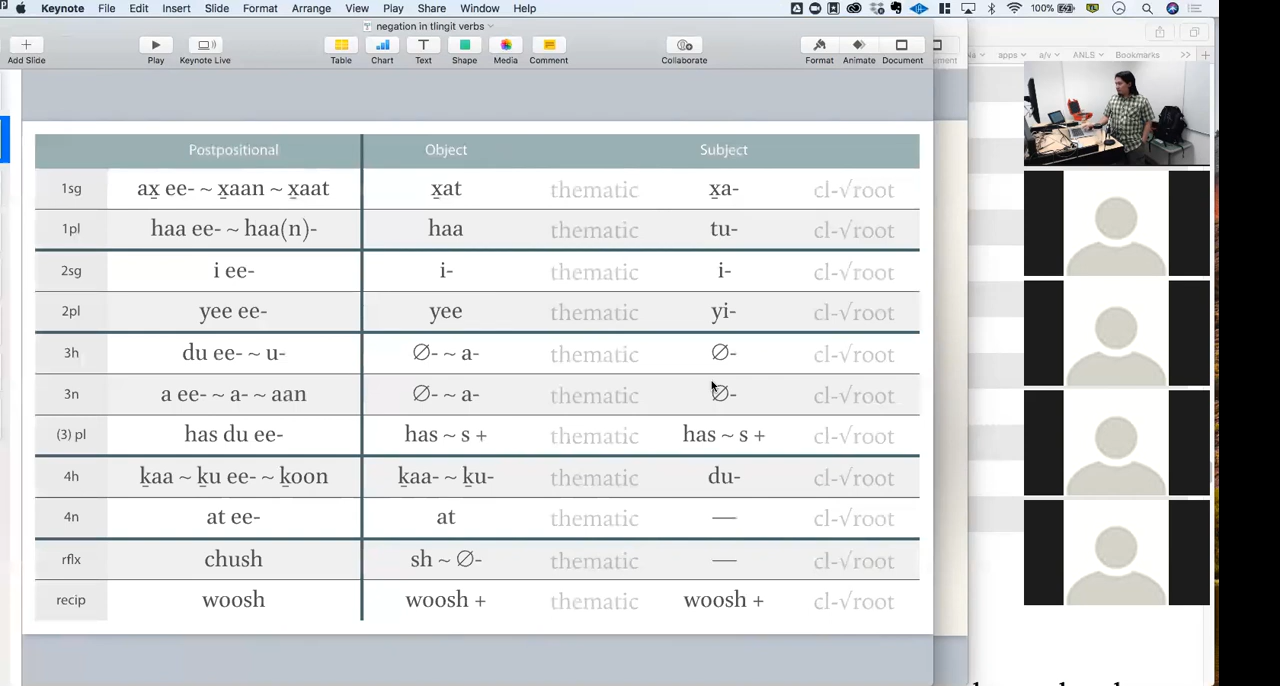 Keynote File Edit Insert Slide Format Arrange View Play Share Window Help 100%
negation in tlingit verbs
Add Slide Play Keynote Live Table Chart Text Shape Media Comment Collaborate Format Animate Document
apps a/v ANLS Bookmarks
Postpositional Object Subject
1sg ax̱ ee- ~ x̱aan ~ x̱aat x̱at thematic x̱a- cl-√root
1pl haa ee- ~ haa(n)- haa thematic tu- cl-√root
2sg i ee- i- thematic i- cl-√root
2pl yee ee- yee thematic yi- cl-√root
3h du ee- ~ u- ∅- ~ a- thematic ∅- cl-√root
3n a ee- ~ a- ~ aan ∅- ~ a- thematic ∅- cl-√root
(3) pl has du ee- has ~ s + thematic has ~ s + cl-√root
4h ḵaa ~ ḵu ee- ~ ḵoon ḵaa- ~ ḵu- thematic du- cl-√root
4n at ee- at thematic — cl-√root
rflx chush sh ~ ∅- thematic — cl-√root
recip woosh woosh + thematic woosh + cl-√root